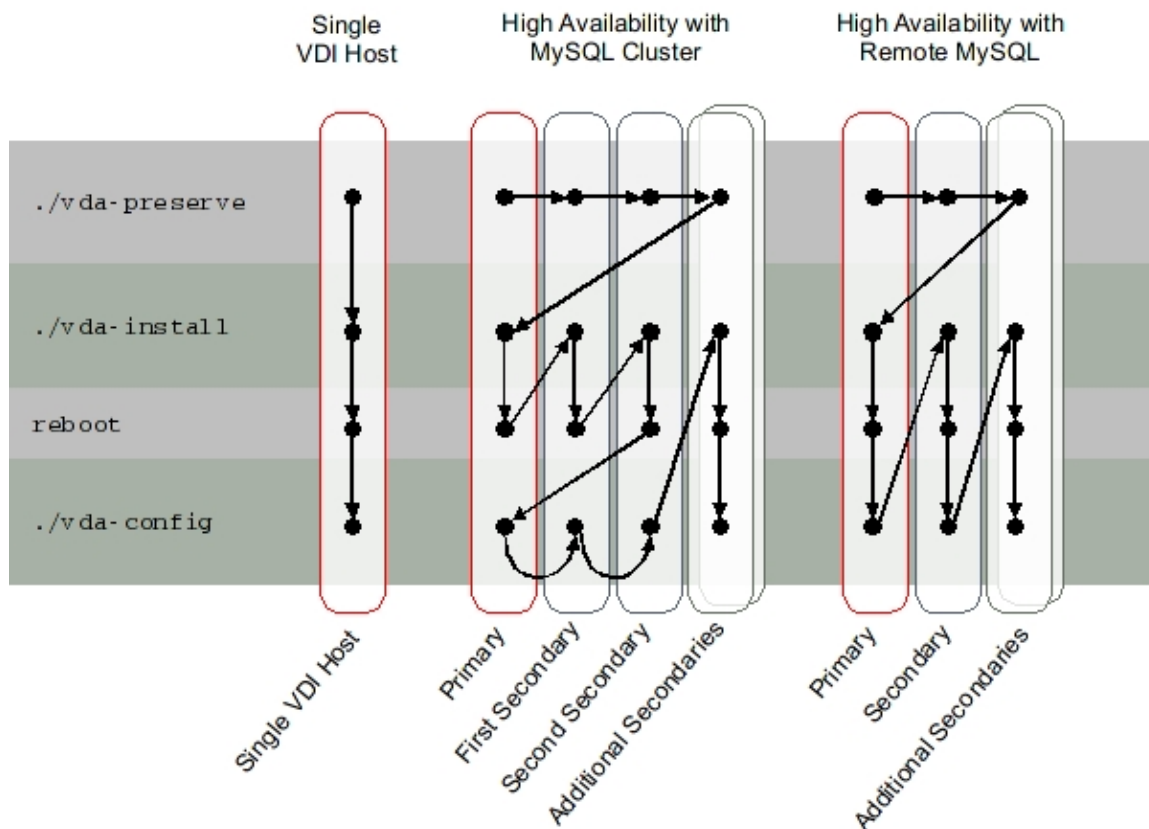 Single
VDI Host
High Availability with
MySQL Cluster
High Availability with
Remote MySQL
./vda-preserve
./vda-install
reboot
./vda-config
Single VDI Host
Primary
First Secondary
Second Secondary
Additional Secondaries
Primary
Secondary
Additional Secondaries